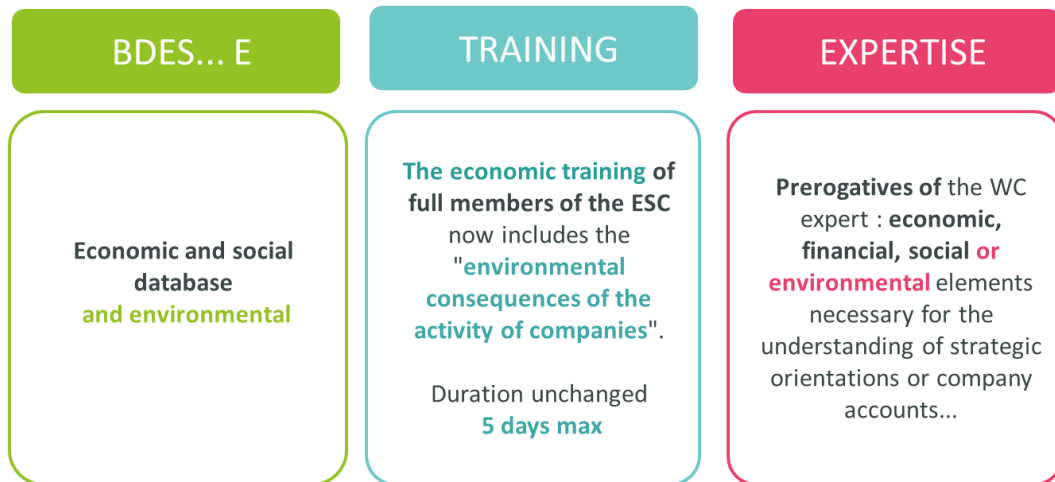 BDES... E
Economic and social
database
and environmental
TRAINING
The economic training of
full members of the ESC
now includes the
"environmental
consequences of the
activity of companies".
Duration unchanged
5 days max
EXPERTISE
Prerogatives of the WC
expert : economic,
financial, social or
environmental elements
necessary for the
understanding of strategic
orientations or company
accounts...